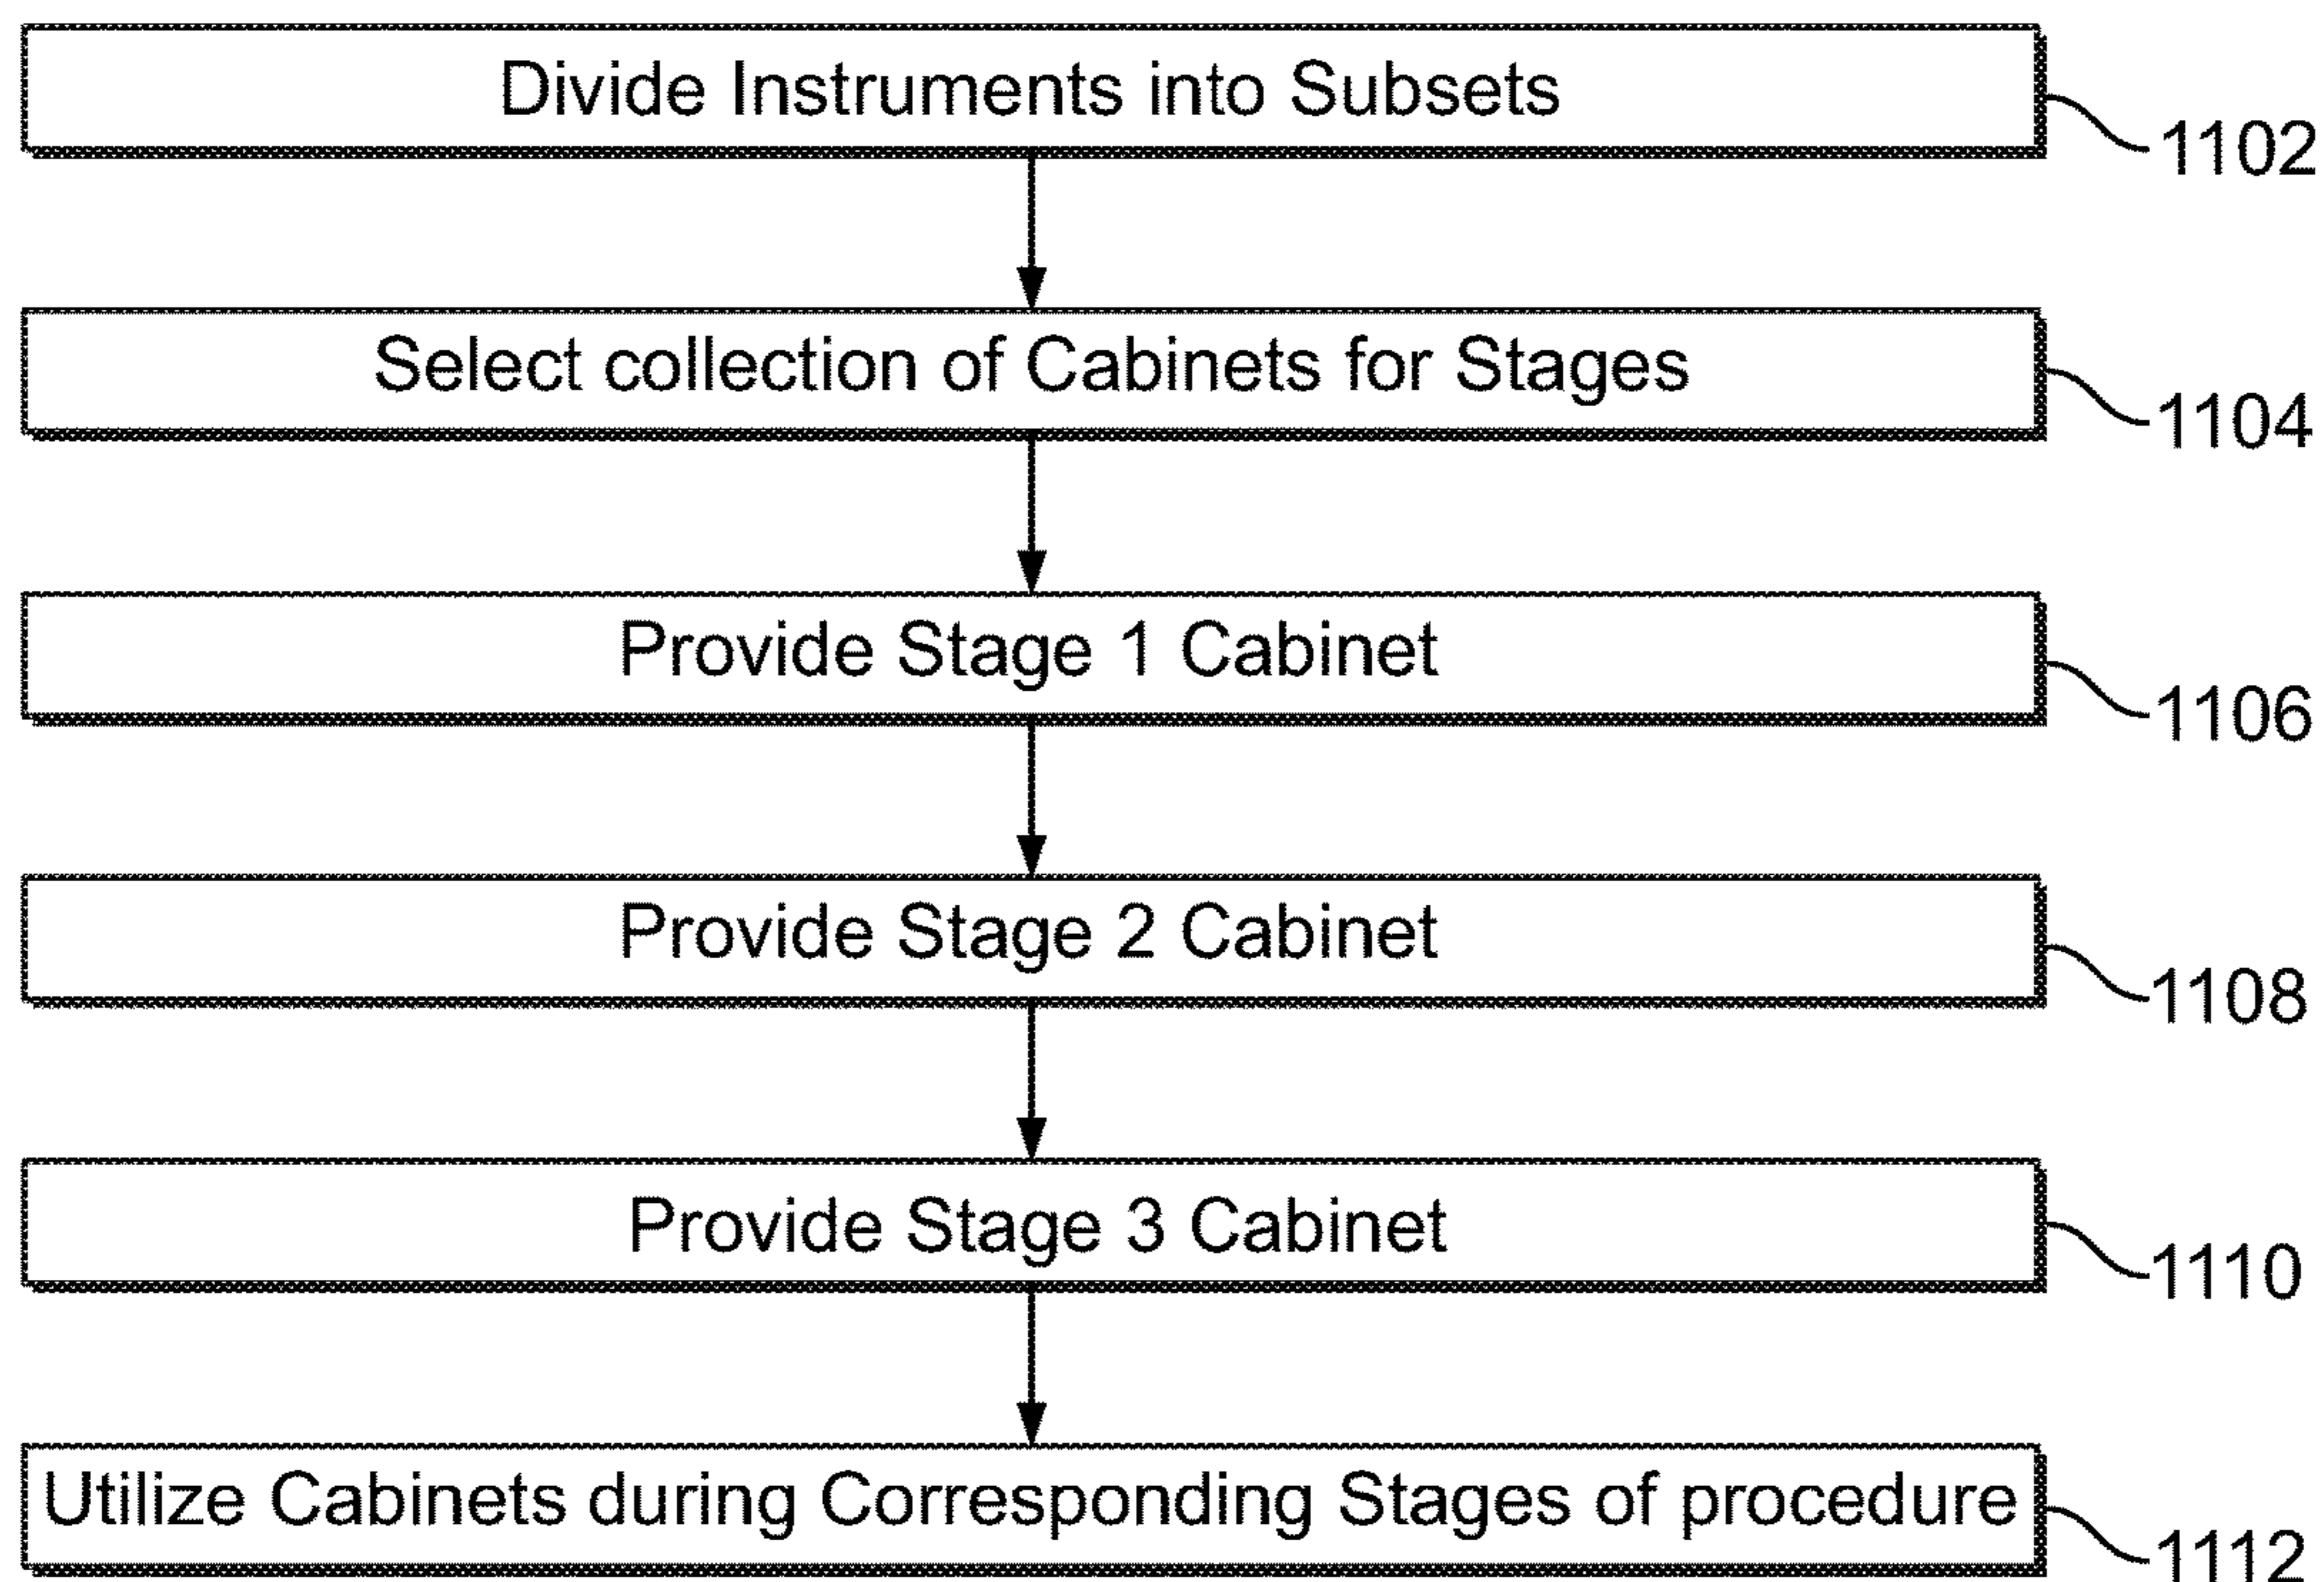 Divide Instruments into Subsets
1102
Select collection of Cabinets for Stages
1104
Provide Stage 1 Cabinet
1106
Provide Stage 2 Cabinet
1108
Provide Stage 3 Cabinet
1110
Utilize Cabinets during Corresponding Stages of procedure
1112